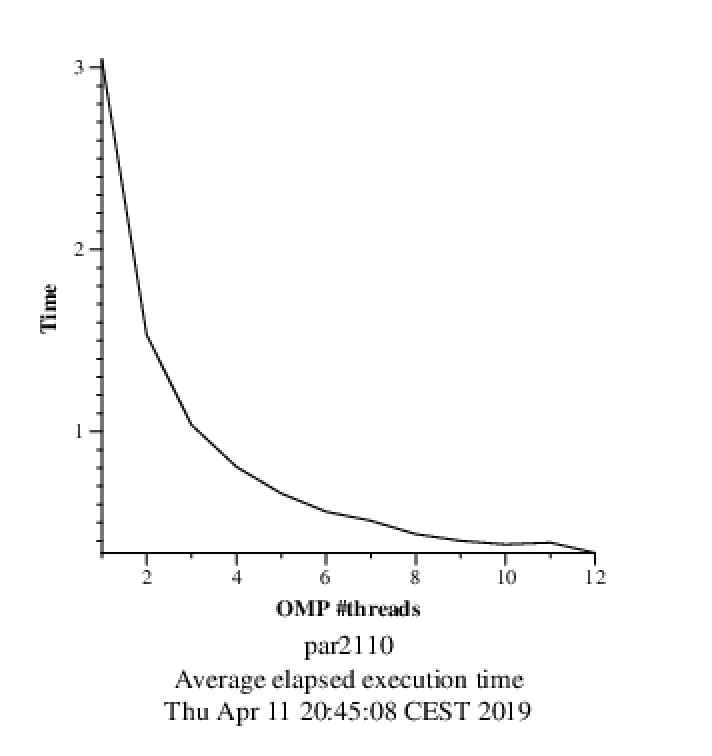 3
2
1
Time
2 4 6 8 10 12
OMP #threads
par2110
Average elapsed execution time
Thu Apr 11 20:45:08 CEST 2019